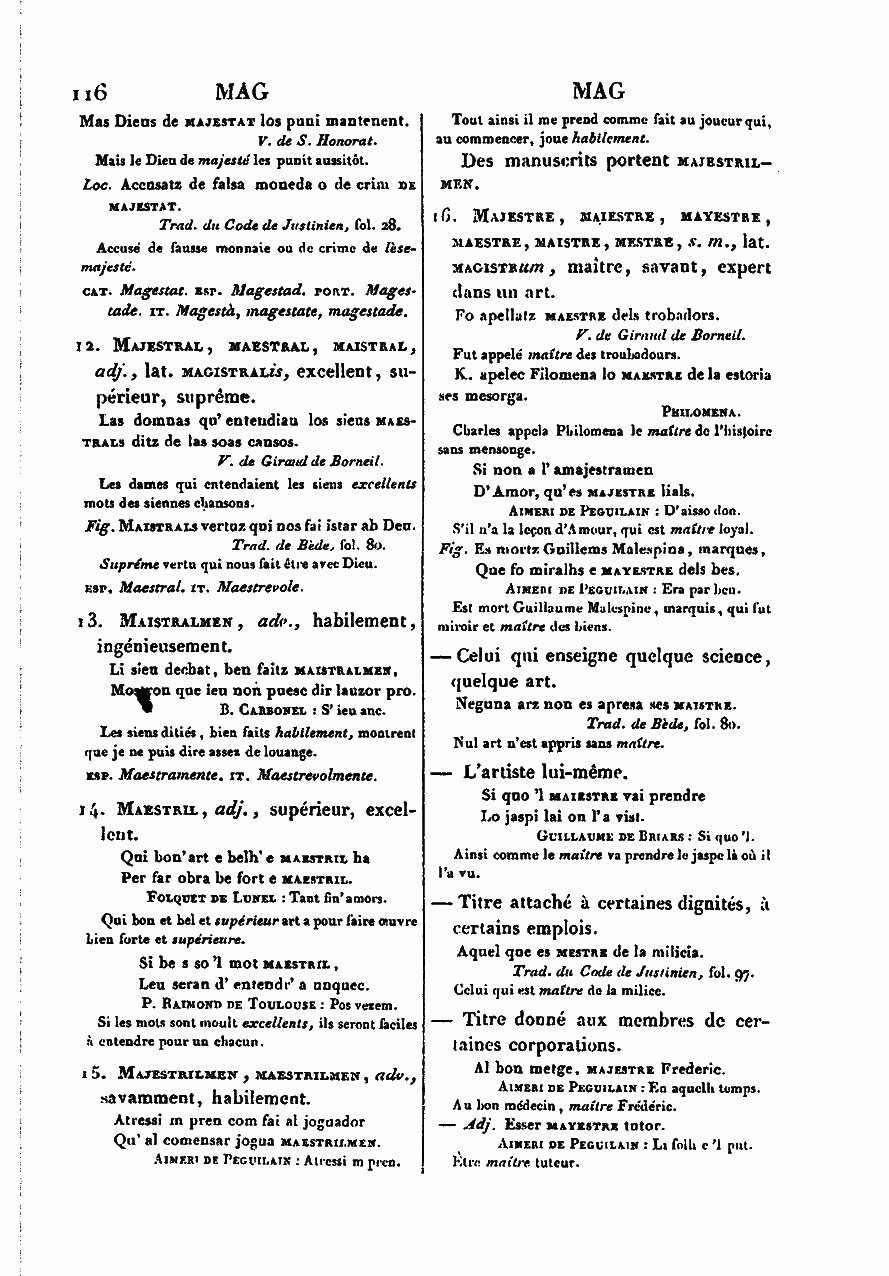 116 MAG MAG
Mas Dieus de MAJESTAT los puni mantenent.
V. de S. Honorat.
Mais le Dieu de majesté les punit aussitôt.
Loc. Accusatz de falsa moneda o de crim DE
MAJESTAT.
Trad. du Code de Justinien, fol. 28.
Accusé de fausse monnaie ou de crime de lèse-
majesté.
CAT. Magestat. ESP. Magestad. PORT. Mages-
tade. IT. Magestà, magestate, magestade.
12. MAJESTRAL, MAESTRAL, MAISTRAL,
adj., lat. MAGISTRALis, excellent, su-
périeur, suprême.
Las domnas qu' entendian los sieus MAES-
TRALS ditz de las soas cansos.
V. de Giraud de Borneil.
Les dames qui entendaient les siens excellents
mots des siennes chansons.
Fig. MAISTRALS vertuz qui nos fai istar ab Deu.
Trad. de Bède, fol. 80.
Suprême vertu qui nous fait être avec Dieu.
ESP. Maestral. IT. Maestrevole.
13. MAISTRALMEN, adv., habilement,
ingénieusement.
Li sieu dechat, ben faitz MAISTRALMEN,
Mostron que ieu non puesc dir lauzor pro.
B. CARBONEL : S' ieu anc.
Les siens dictiés, bien faits habilement, montrent
que je ne puis dire assez de louange.
ESP. Maestramente. IT. Maestrevolmente.
14. MAESTRIL, adj., supérieur, excel-
lent.
Qui bon' art e belh' e MAESTRIL ha
Per far obra be fort e MAESTRIL.
FOLQUET DE LUNEL : Tant fin' amors.
Qui bon et bel et supérieur art a pour faire œuvre
bien forte et supérieure.
Si be s so 'l mot MAESTRIL,
Leu seran d' entendr' a unquec.
P. RAIMOND DE TOULOUSE : Pos vezem.
Si les mots sont moult excellents, ils seront faciles
à entendre pour un chacun.
15. MAJESTRILMEN, MAESTRILMEN, adv.,
savamment, habilement.
Atressi m pren com fai al joguador
Qu' al comensar jogua MAESTRILMEN.
AIMERI DE PEGUILAIN : Atressi m pren.
Tout ainsi il me prend comme fait au joueur qui,
au commencer, joue habilement.
Des manuscrits portent MAJESTRIL-
MEN.
16. MAJESTRE, MAIESTRE, MAYESTRE,
MAESTRE, MAISTRE, MESTRE, s. m., lat.
MAGISTRum, maître, savant, expert
dans un art.
Fo apellatz MAESTRE dels trobadors.
V. de Giraud de Borneil.
Fut appelé maître des troubadours.
K. apelec Filomena lo MAESTRE de la estoria
ses mesorga.
PHILOMENA.
Charles appela Philomena le maître de l'histoire
sans mensonge.
Si non a l' amajestramen
D' Amor, qu' es MAJESTRE lials.
AIMERI DE PEGUILAIN : D' aisso don.
S'il n'a la leçon d'Amour, qui est maître loyal.
Fig. Es mortz Guillems Malespina, marques,
Que fo miralhs e MAYESTRE dels bes.
AIMERI DE PEGUILAIN : Era par ben.
Est mort Guillaume Malespine, marquis, qui fut
miroir et maître des biens.
— Celui qui enseigne quelque science,
quelque art.
Neguna arz non es apresa ses MAISTRE.
Trad. de Bède, fol. 80.
Nul art n'est appris sans maître.
— L'artiste lui-même.
Si quo 'l MAIESTRE vai prendre
Lo jaspi lai on l' a vist.
GUILLAUME DE BRIARS : Si quo 'l.
Ainsi comme le maître va prendre le jaspe là où il
l'a vu.
— Titre attaché à certaines dignités, à
certains emplois.
Aquel que es MESTRE de la milicia.
Trad. du Code de Justinien, fol. 97.
Celui qui est maître de la milice.
— Titre donné aux membres de cer-
taines corporations.
Al bon metge, MAJESTRE Frederic.
AIMERI DE PEGUILAIN : En aquelh temps.
Au bon médecin, maître Frédéric.
— Adj. Esser MAYESTRE tutor.
AIMERI DE PEGUILAIN : Li folh e 'l put.
Être maître tuteur.